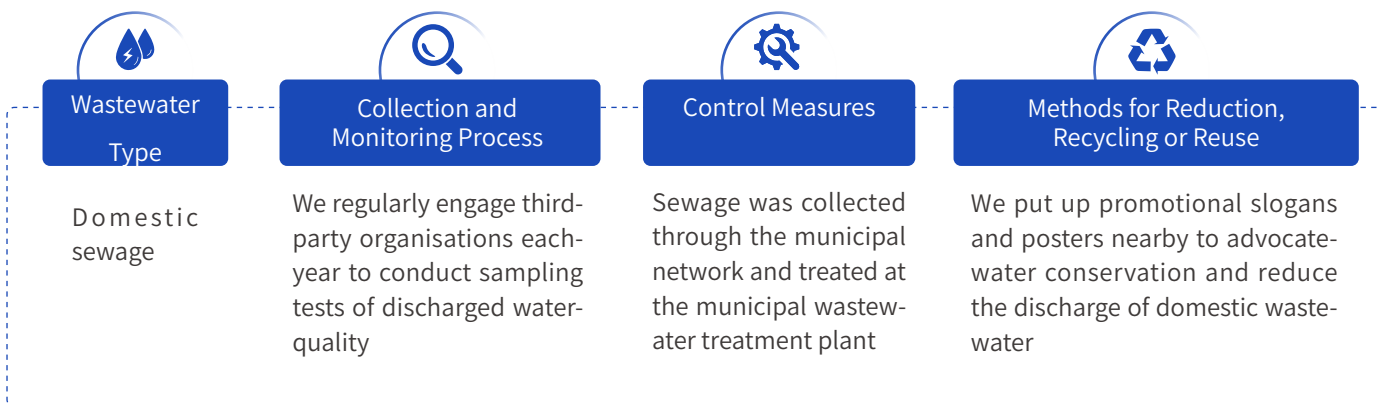 Wastewater
Type
Collection and
Monitoring Process
Control Measures
Methods for Reduction,
Recycling or Reuse
Domestic
sewage
We regularly engage third-
party organisations each-
year to conduct sampling
tests of discharged water-
quality
Sewage was collected
through the municipal
network and treated at
the municipal wastew-
ater treatment plant
We put up promotional slogans
and posters nearby to advocate-
water conservation and reduce
the discharge of domestic waste-
water